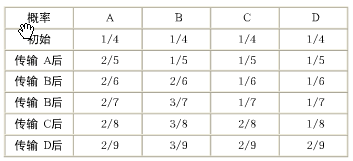 概率 A B C D
初始 1/4 1/4 1/4 1/4
传输 A后 2/5 1/5 1/5 1/5
传输 B后 2/6 2/6 1/6 1/6
传输 B后 2/7 3/7 1/7 1/7
传输 C后 2/8 3/8 2/8 1/8
传输 D后 2/9 3/9 2/9 2/9